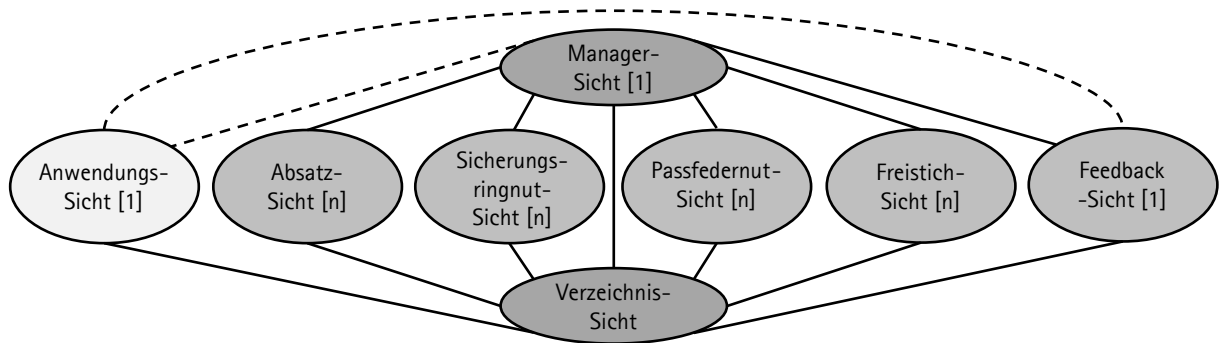 Manager-
Sicht [1]
Anwendungs-
Sicht [1]
Absatz-
Sicht [n]
Sicherungs-
ringnut-
Sicht [n]
Passfedernut-
Sicht [n]
Freistich-
Sicht [n]
Feedback
-Sicht [1]
Verzeichnis-
Sicht